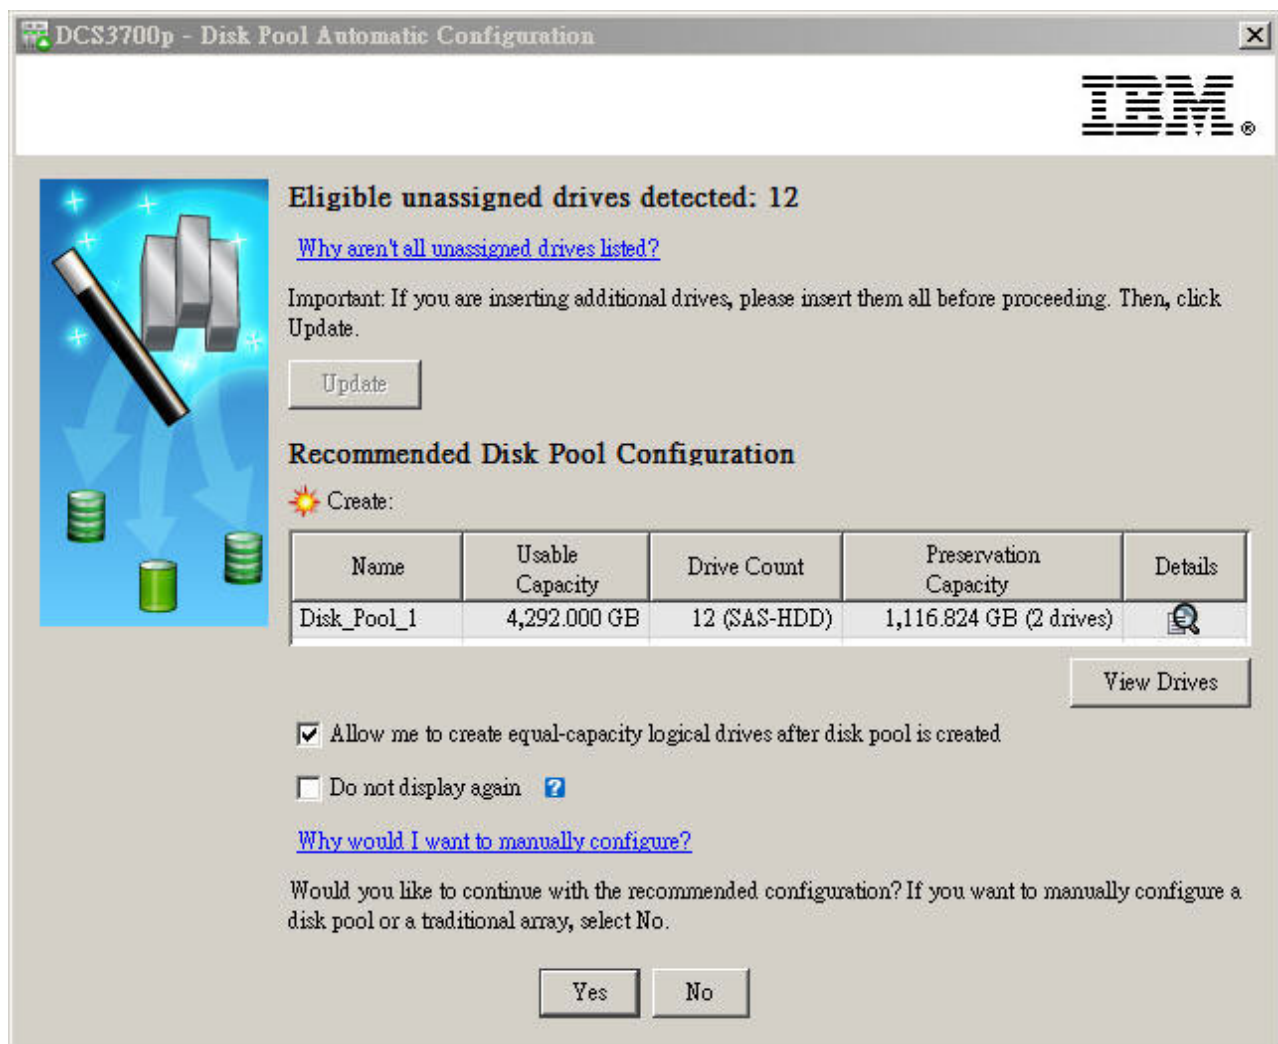 DCS3700p - Disk Pool Automatic Configuration
IBM®
Eligible unassigned drives detected: 12
Why aren't all unassigned drives listed?
Important: If you are inserting additional drives, please insert them all before proceeding. Then, click
Update.
Update
Recommended Disk Pool Configuration
Create:
Name Usable Capacity Drive Count Preservation Capacity Details
Disk_Pool_1 4,292.000 GB 12 (SAS-HDD) 1,116.824 GB (2 drives)
View Drives
Allow me to create equal-capacity logical drives after disk pool is created
Do not display again ?
Why would I want to manually configure?
Would you like to continue with the recommended configuration? If you want to manually configure a
disk pool or a traditional array, select No.
Yes No